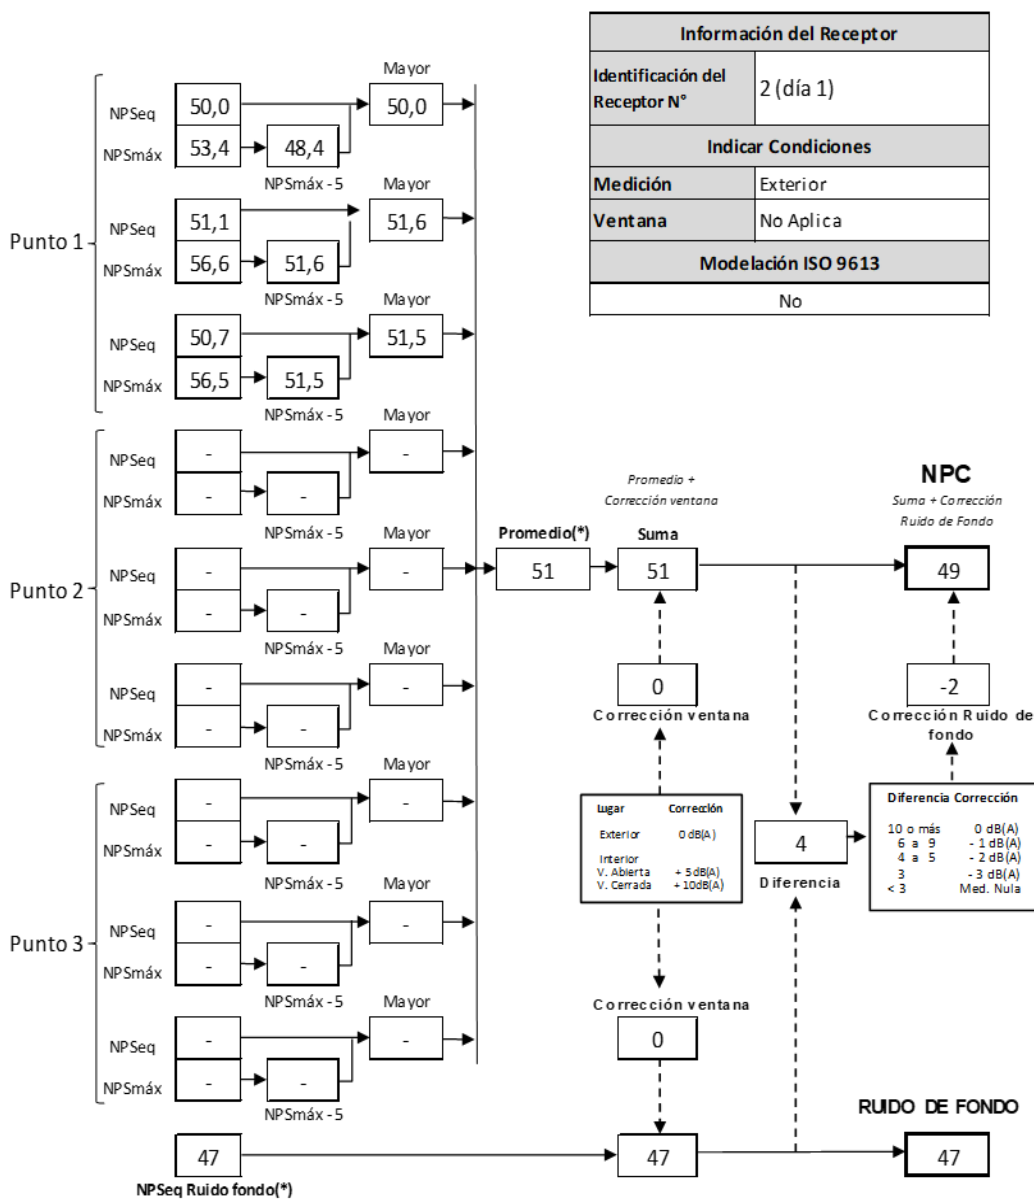 Información del Receptor
Identificación del Receptor N° 2 (día 1)
Indicar Condiciones
Medición Exterior
Ventana No Aplica
Modelación ISO 9613
No
Punto 1
Mayor
NPSeq 50,0 50,0
NPSmáx 53,4 48,4
NPSmáx - 5
Mayor
NPSeq 51,1 51,6
NPSmáx 56,6 51,6
NPSmáx - 5
Mayor
NPSeq 50,7 51,5
NPSmáx 56,5 51,5
NPSmáx - 5
Punto 2
Mayor
NPSeq - -
NPSmáx - -
NPSmáx - 5
Mayor
NPSeq - -
NPSmáx - -
NPSmáx - 5
Mayor
NPSeq - -
NPSmáx - -
NPSmáx - 5
Punto 3
Mayor
NPSeq - -
NPSmáx - -
NPSmáx - 5
Mayor
NPSeq - -
NPSmáx - -
NPSmáx - 5
Mayor
NPSeq - -
NPSmáx - -
NPSmáx - 5
Promedio(*)
51
Promedio +
Corrección ventana
Suma
51
NPC
Suma + Corrección
Ruido de Fondo
49
0
Corrección ventana
-2
Corrección Ruido de
fondo
Lugar Corrección
Exterior 0 dB(A)
Interior
V. Abierta + 5dB(A)
V. Cerrada + 10dB(A)
4
Diferencia
Diferencia Corrección
10 o más 0 dB(A)
6 a 9 - 1 dB(A)
4 a 5 - 2 dB(A)
3 - 3 dB(A)
< 3 Med. Nula
Corrección ventana
0
RUIDO DE FONDO
47 47 47
NPSeq Ruido fondo(*)